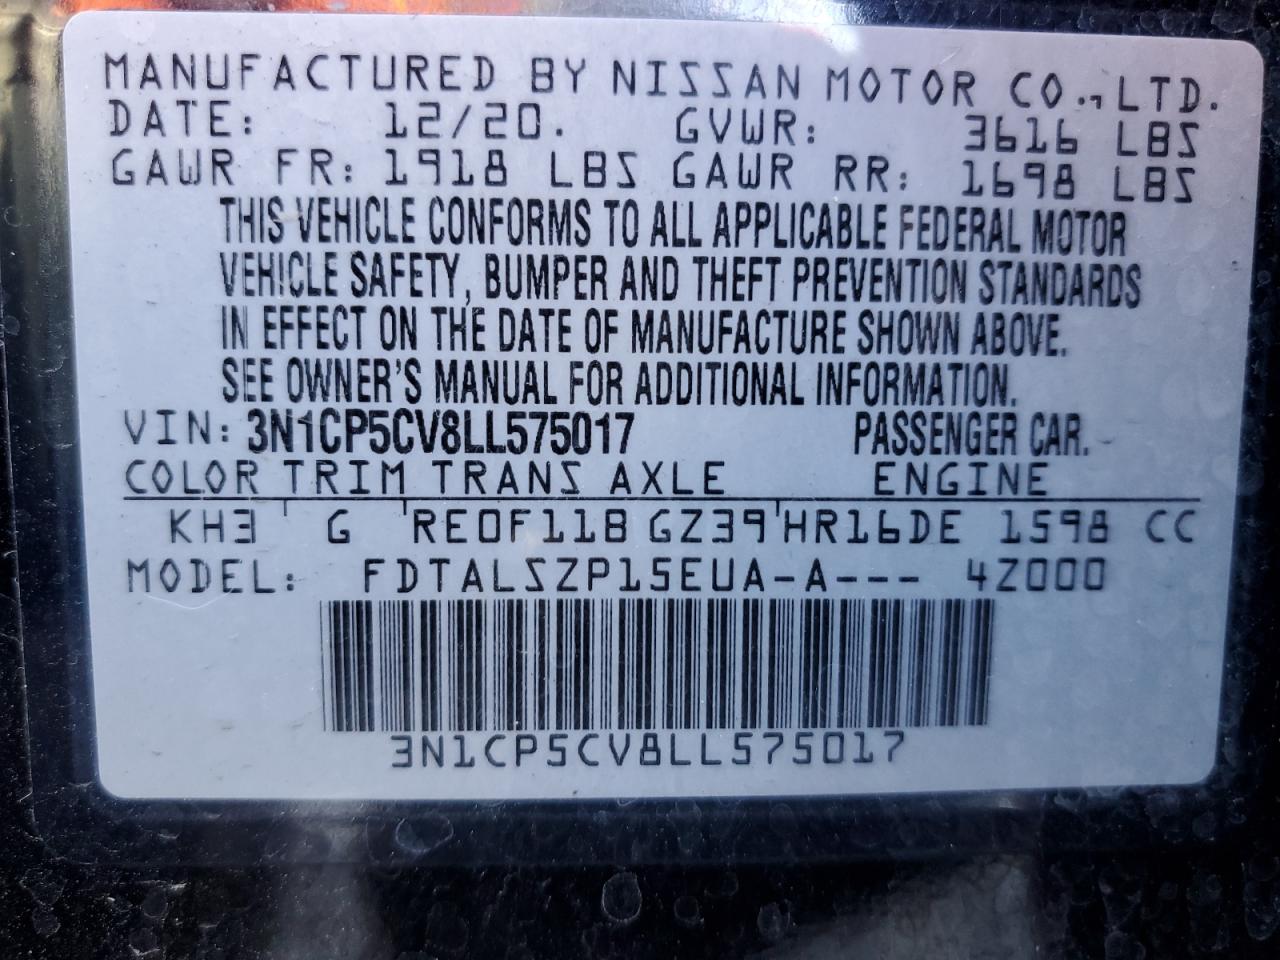 MANUFACTURED BY NISSAN MOTOR CO.,LTD.
DATE: 12/20. GVWR: 3616 LBS
GAWR FR: 1918 LBS GAWR RR: 1698 LBS
THIS VEHICLE CONFORMS TO ALL APPLICABLE FEDERAL MOTOR
VEHICLE SAFETY, BUMPER AND THEFT PREVENTION STANDARDS
IN EFFECT ON THE DATE OF MANUFACTURE SHOWN ABOVE.
SEE OWNER'S MANUAL FOR ADDITIONAL INFORMATION.
VIN: 3N1CP5CV8LL575017 PASSENGER CAR.
COLOR TRIM TRANS AXLE ENGINE
KH3 G RE0F11B GZ39 HR16DE 1598 CC
MODEL: FDTALSZP15EUA-A--- 4Z000
3N1CP5CV8LL575017